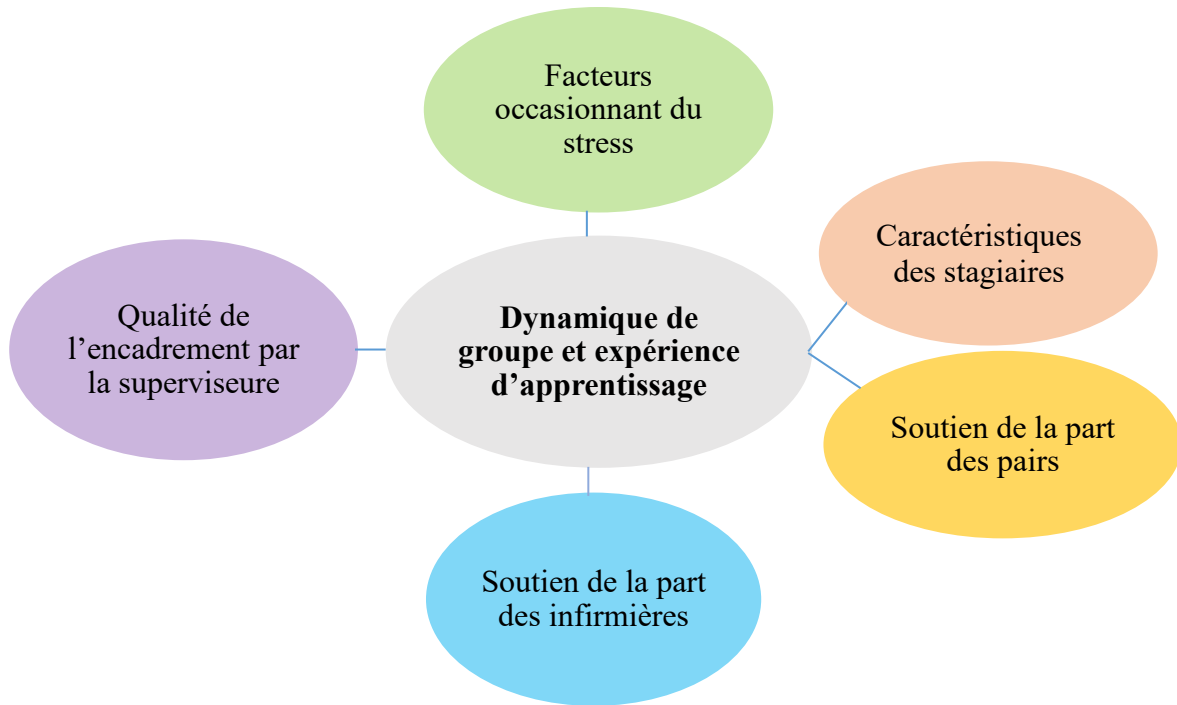 Facteurs
occasionnant du
stress
Caractéristiques
des stagiaires
Qualité de
l’encadrement par
la superviseure
Dynamique de
groupe et expérience
d’apprentissage
Soutien de la part
des pairs
Soutien de la part
des infirmières